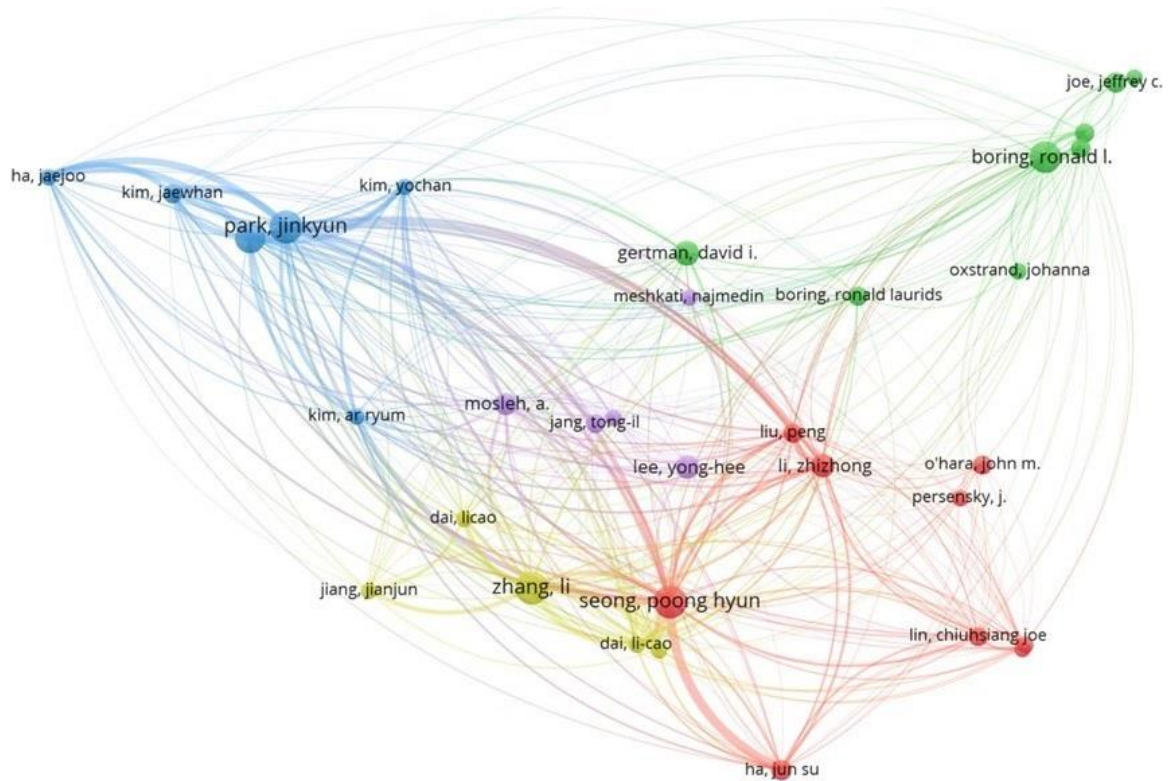 joe, jeffrey c.
boring, ronald l.
ha, jaejoo
kim, jaewhan
kim, yochan
park, jinkyun
gertman, david i.
oxstrand, johanna
meshkati, najmedin
boring, ronald laurids
mosleh, a.
kim, ar ryum
jang, tong-il
liu, peng
lee, yong-hee
li, zhizhong
o'hara, john m.
persensky, j.
dai, licao
jiang, jianjun
zhang, li
seong, poong hyun
dai, li-cao
lin, chiuhsiang joe
ha, jun su